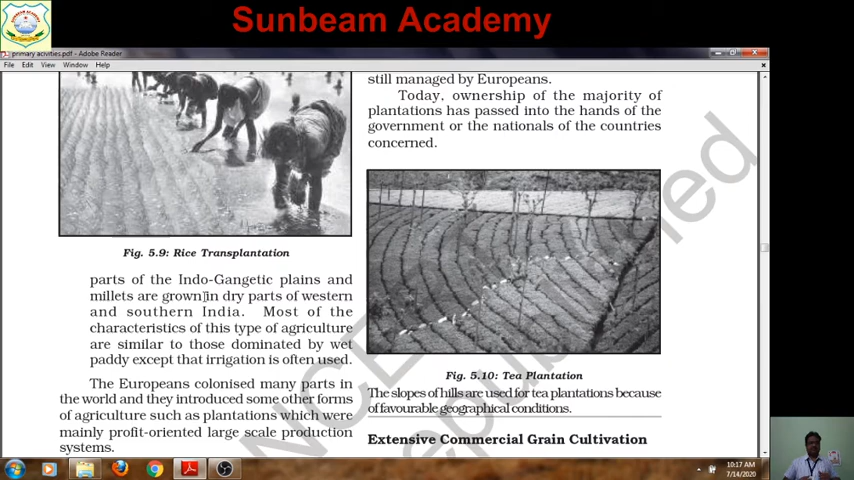 Sunbeam Academy
primary acivities.pdf - Adobe Reader
File Edit View Window Help
Fig. 5.9: Rice Transplantation
parts of the Indo-Gangetic plains and
millets are grown in dry parts of western
and southern India. Most of the
characteristics of this type of agriculture
are similar to those dominated by wet
paddy except that irrigation is often used.
The Europeans colonised many parts in
the world and they introduced some other forms
of agriculture such as plantations which were
mainly profit-oriented large scale production
systems.
still managed by Europeans.
Today, ownership of the majority of
plantations has passed into the hands of the
government or the nationals of the countries
concerned.
Fig. 5.10: Tea Plantation
The slopes of hills are used for tea plantations because
of favourable geographical conditions.
Extensive Commercial Grain Cultivation
10:17 AM
7/14/2020